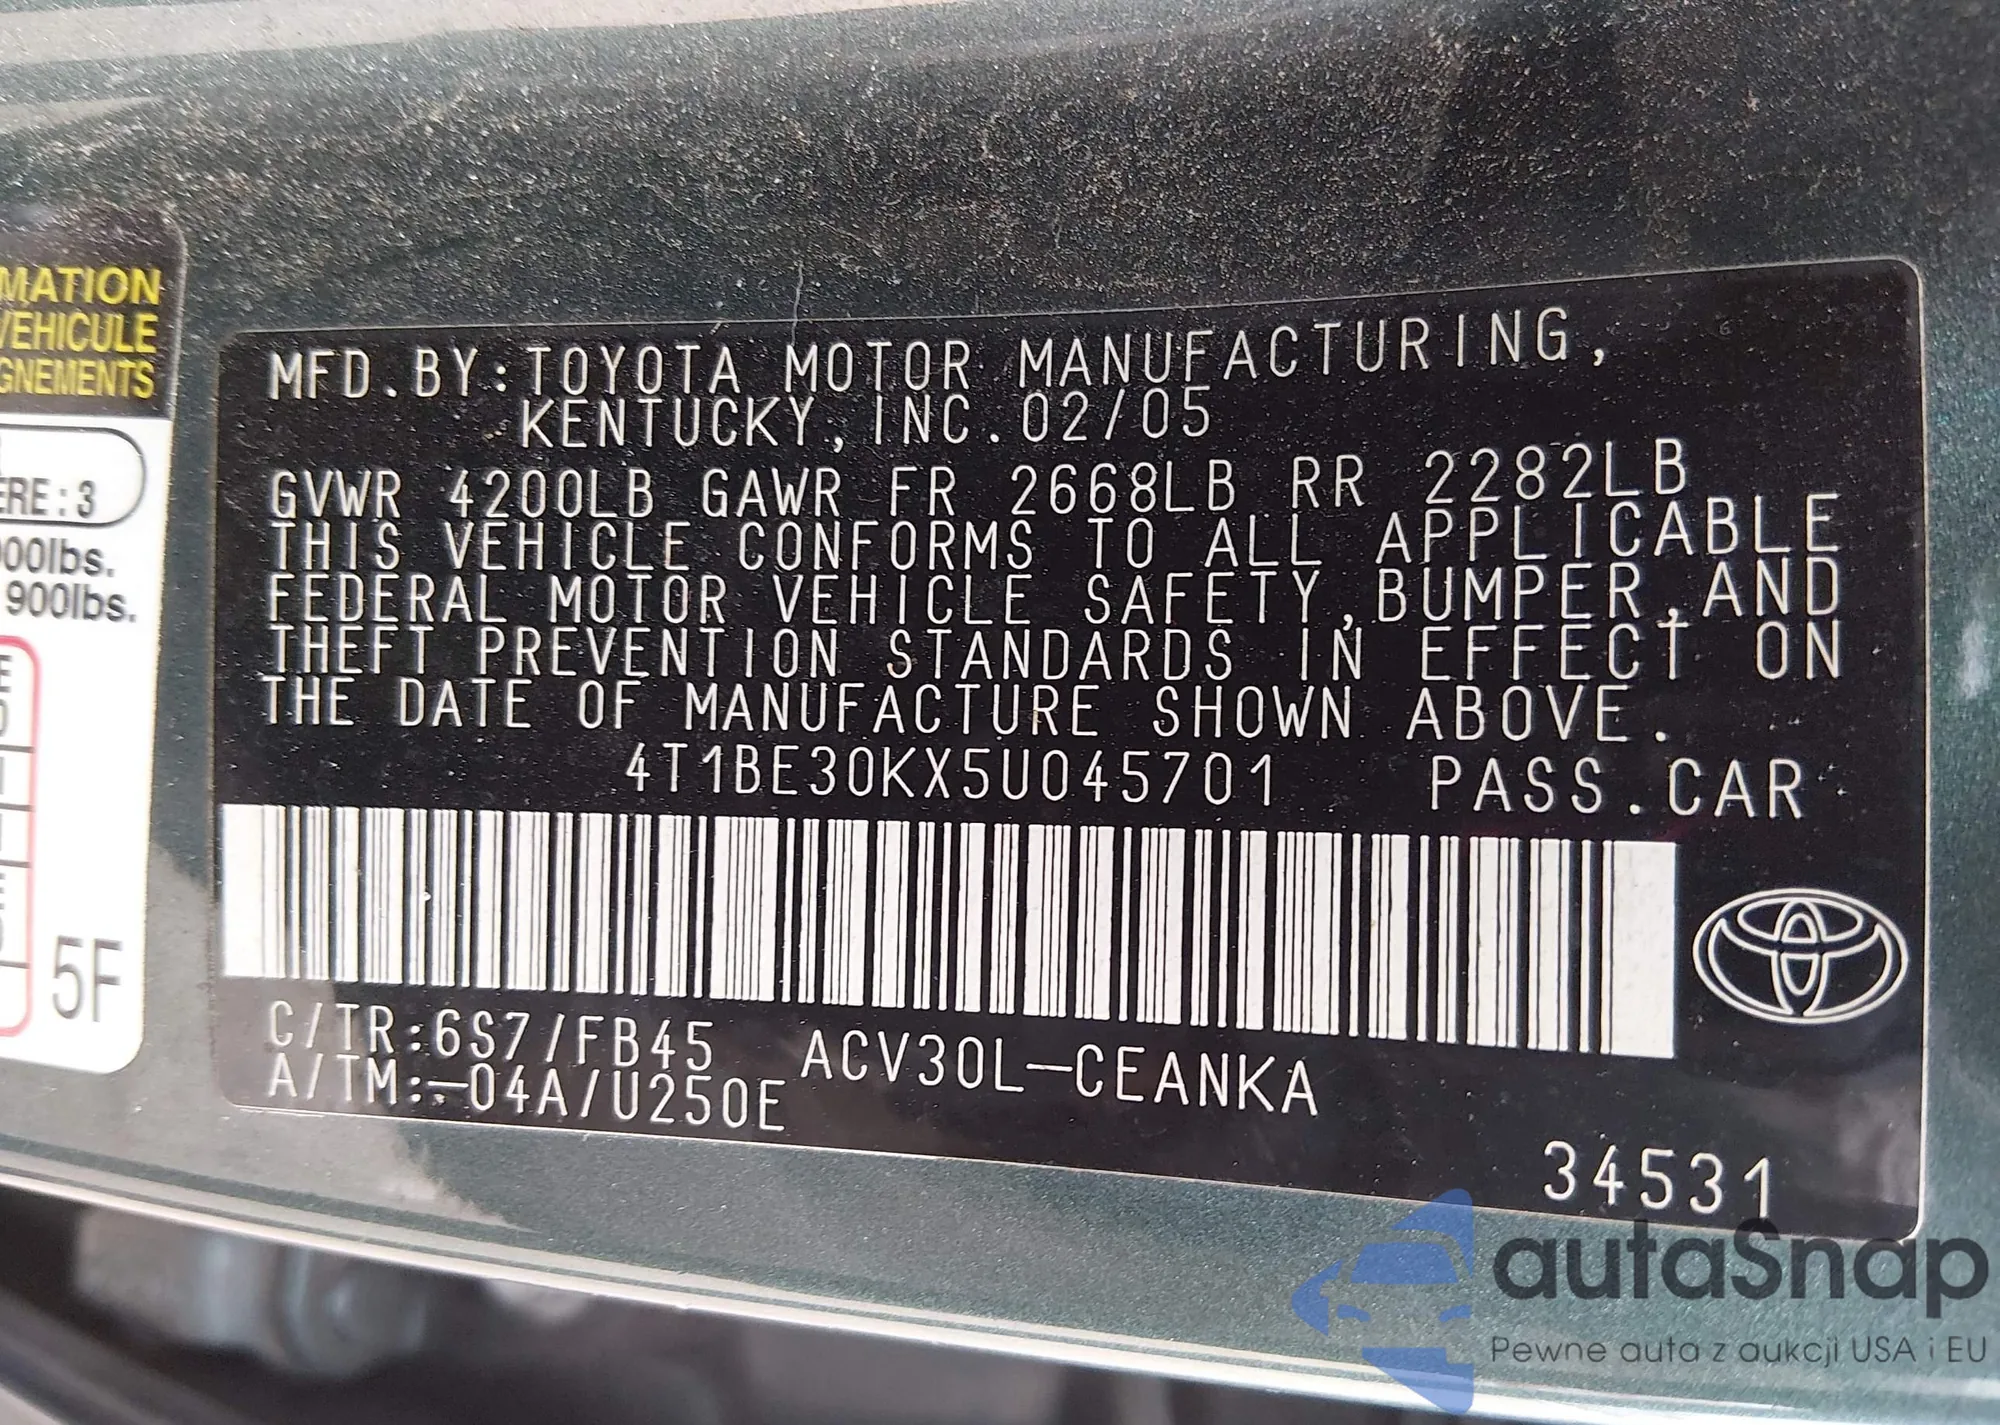 MATION
VEHICULE
GNEMENTS
ERE : 3
00lbs.
900lbs.
5F
MFD.BY:TOYOTA MOTOR MANUFACTURING,
KENTUCKY, INC. 02/05
GVWR 4200LB GAWR FR 2668LB RR 2282LB
THIS VEHICLE CONFORMS TO ALL APPLICABLE
FEDERAL MOTOR VEHICLE SAFETY,BUMPER,AND
THEFT PREVENTION STANDARDS IN EFFECT ON
THE DATE OF MANUFACTURE SHOWN ABOVE.
4T1BE30KX5U045701 PASS.CAR
C/TR:6S7/FB45 ACV30L-CEANKA
A/TM:-04A/U250E
34531
autaSnap
Pewne auta z aukcji USA i EU